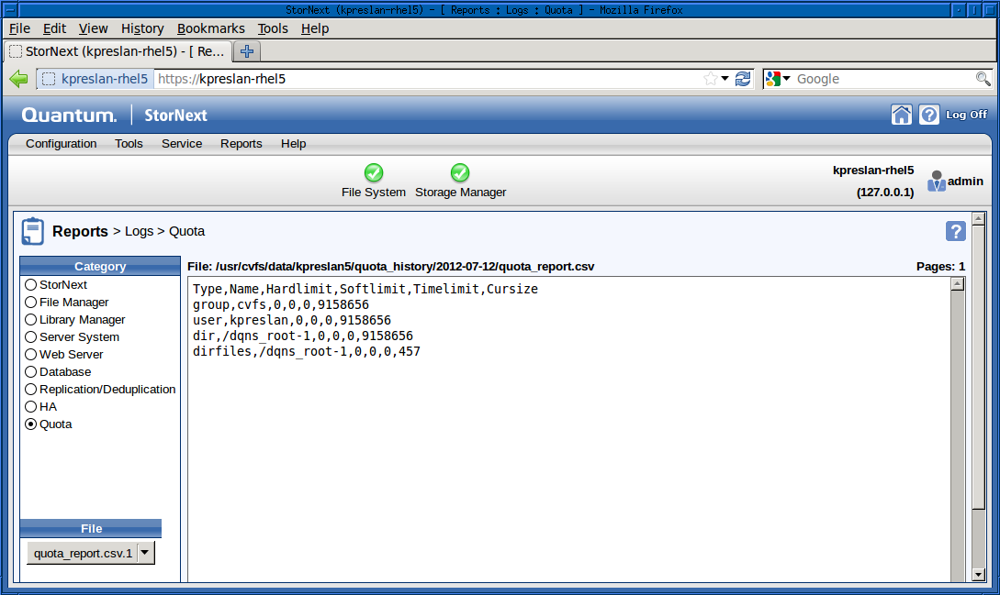 StorNext (kpreslan-rhel5) - [ Reports : Logs : Quota ] - Mozilla Firefox
File Edit View History Bookmarks Tools Help
StorNext (kpreslan-rhel5) - [ Re...
kpreslan-rhel5 https://kpreslan-rhel5 Google
Quantum. StorNext Log Off
Configuration Tools Service Reports Help
kpreslan-rhel5
(127.0.0.1)
admin
File System Storage Manager
Reports > Logs > Quota
Category
StorNext
File Manager
Library Manager
Server System
Web Server
Database
Replication/Deduplication
HA
Quota
File
quota_report.csv.1
File: /usr/cvfs/data/kpreslan5/quota_history/2012-07-12/quota_report.csv Pages: 1
Type,Name,Hardlimit,Softlimit,Timelimit,Cursize
group,cvfs,0,0,0,9158656
user,kpreslan,0,0,0,9158656
dir,/dqns_root-1,0,0,0,9158656
dirfiles,/dqns_root-1,0,0,0,457